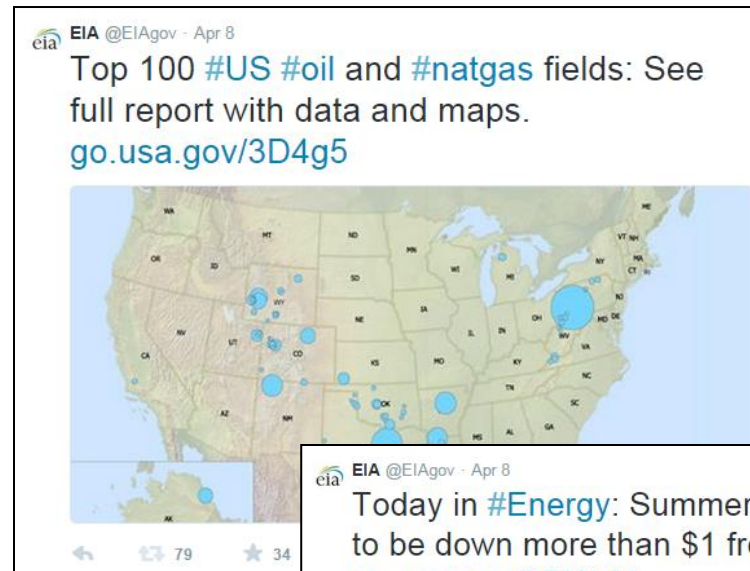 EIA @EIAgov · Apr 8
eia
Top 100 #US #oil and #natgas fields: See
full report with data and maps.
go.usa.gov/3D4g5
WA
MT
ND
ME
OR
ID
MN
VT NH
SD
WI
MI
NY
MA
CT RI
WY
IA
NE
NJ
OH
MD DE
NV
UT
IL
IN
WV
CO
VA
CA
KS
MO
KY
NC
TN
OK
SC
AZ
NM
MS
AL
GA
AK
79
34
EIA @EIAgov · Apr 8
eia
Today in #Energy: Summer
to be down more than $1 fr